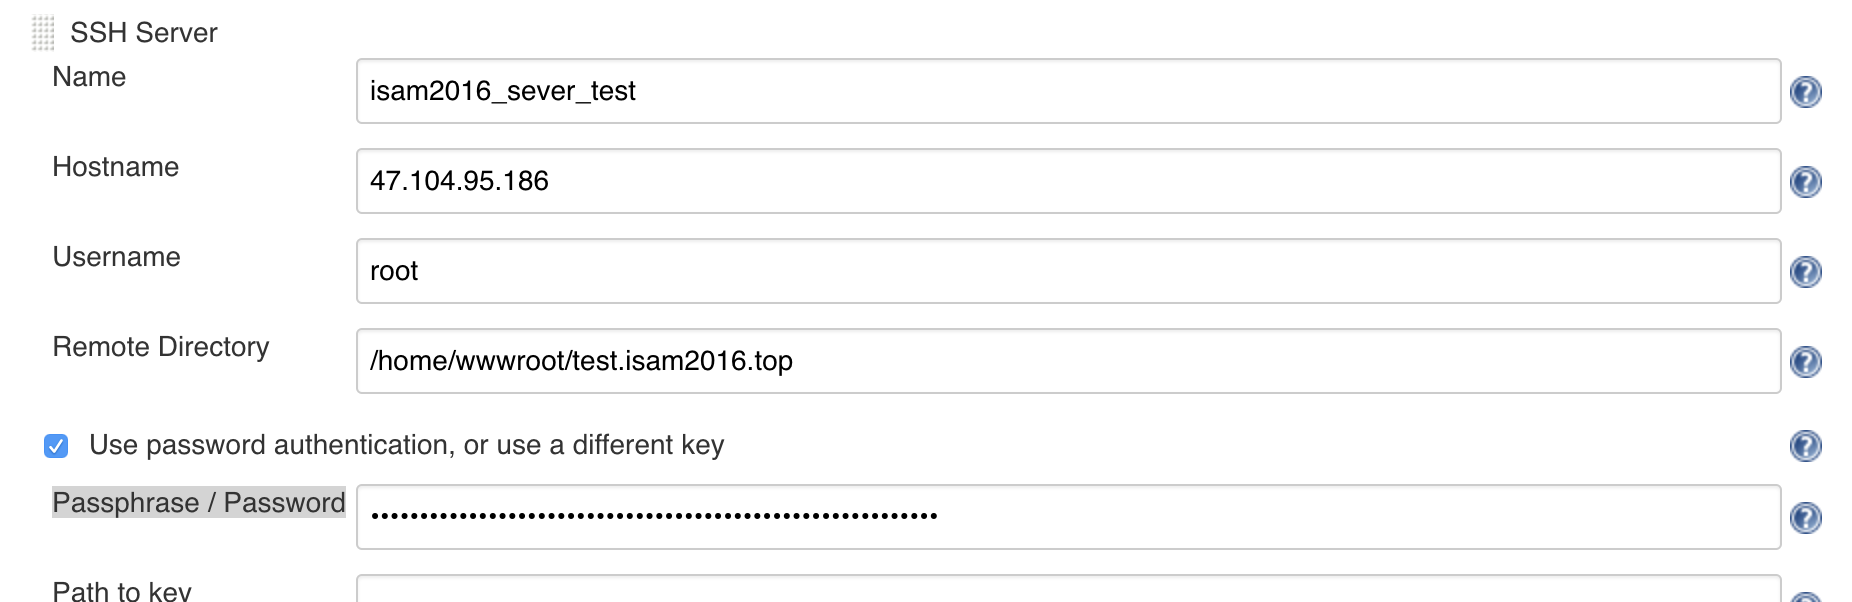 SSH Server
Name
isam2016_sever_test
Hostname
47.104.95.186
Username
root
Remote Directory
/home/wwwroot/test.isam2016.top
Use password authentication, or use a different key
Passphrase / Password
Path to key